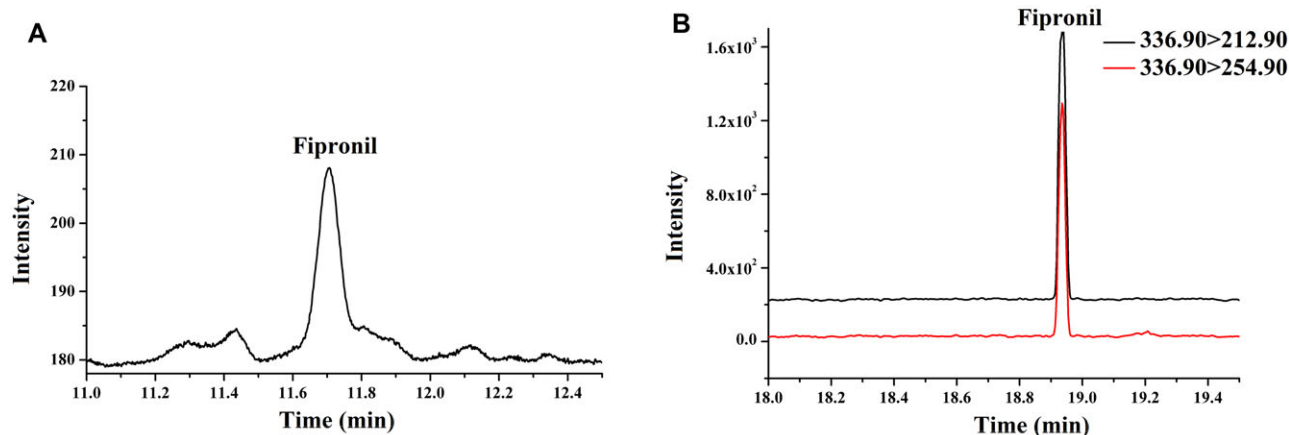 A
Fipronil
220
210
200
190
180
Intensity
11.0 11.2 11.4 11.6 11.8 12.0 12.2 12.4
Time (min)
B
Fipronil
336.90>212.90
336.90>254.90
1.6x10³
1.2x10³
8.0x10²
4.0x10²
0.0
Intensity
18.0 18.2 18.4 18.6 18.8 19.0 19.2 19.4
Time (min)